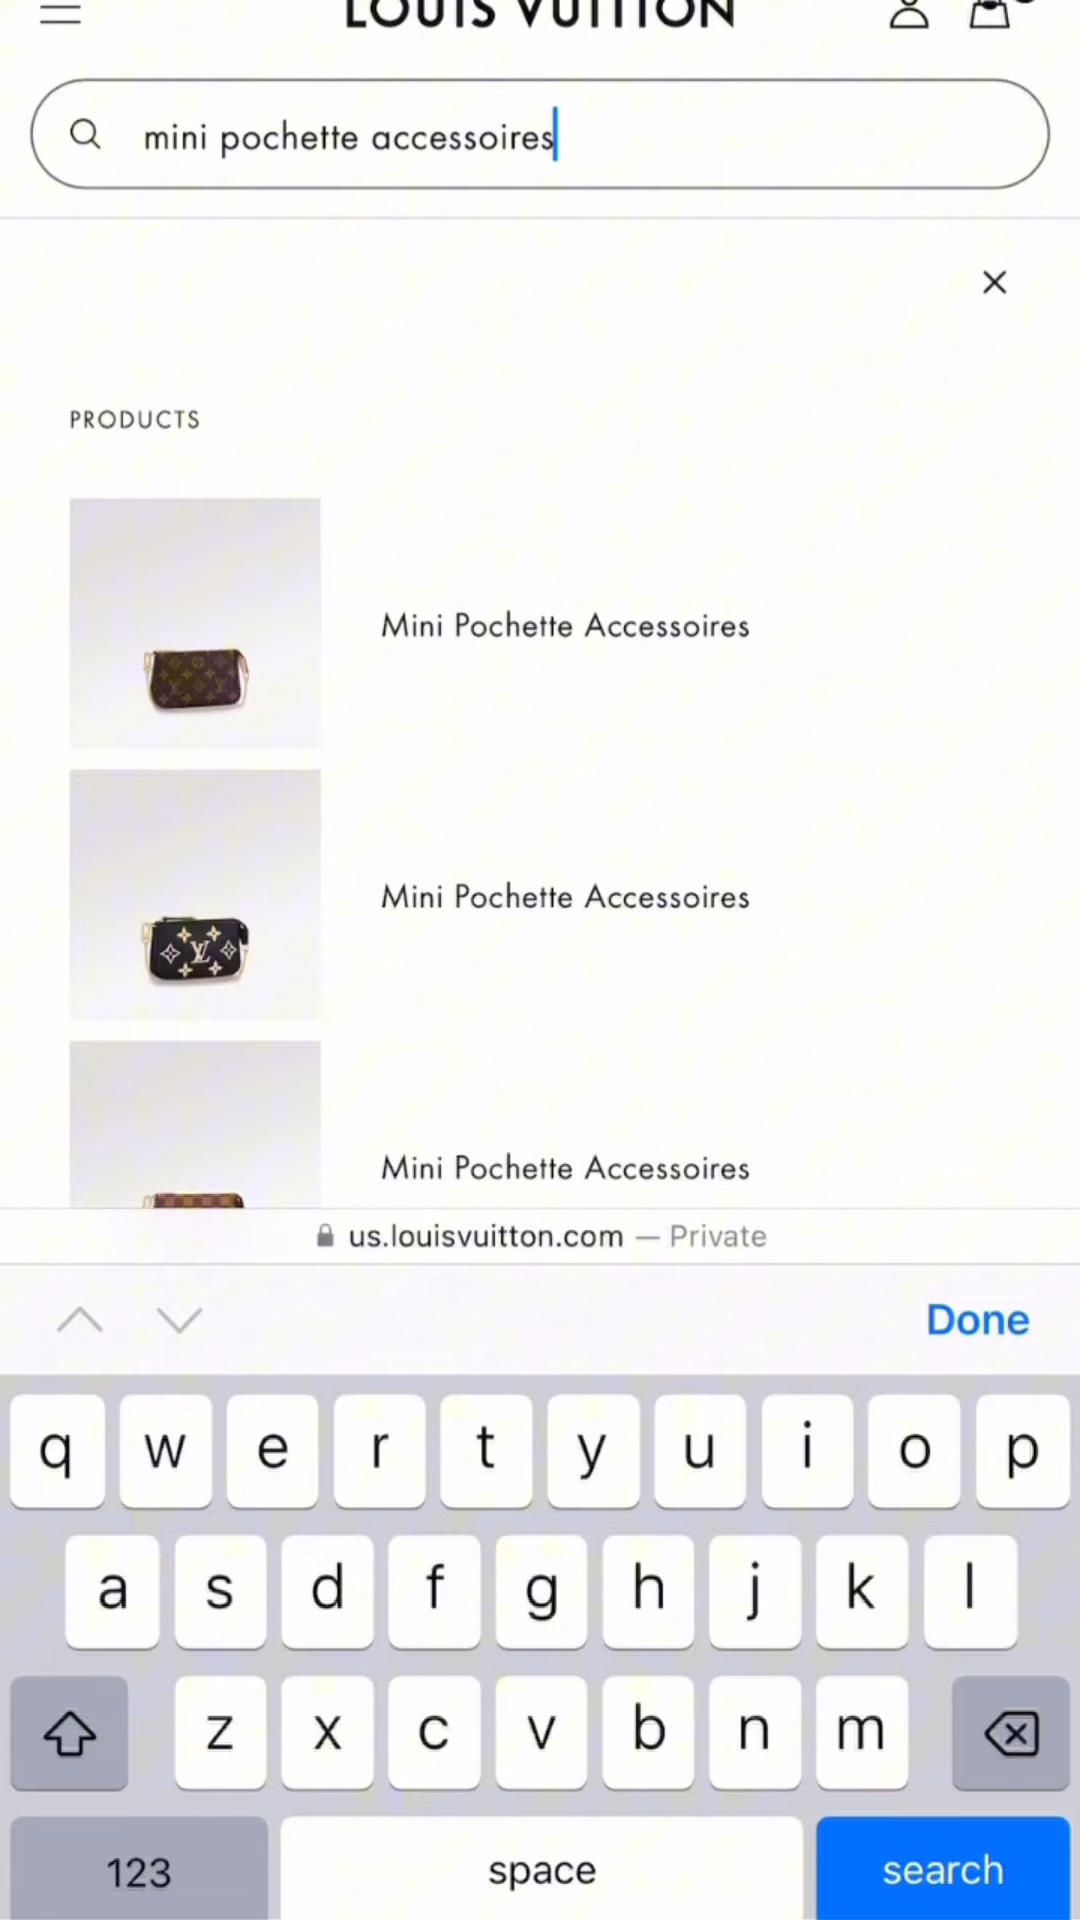 LOUIS VUITTON
mini pochette accessoires
PRODUCTS
Mini Pochette Accessoires
Mini Pochette Accessoires
Mini Pochette Accessoires
us.louisvuitton.com — Private
Done
q w e r t y u i o p
a s d f g h j k l
z x c v b n m
123 space search